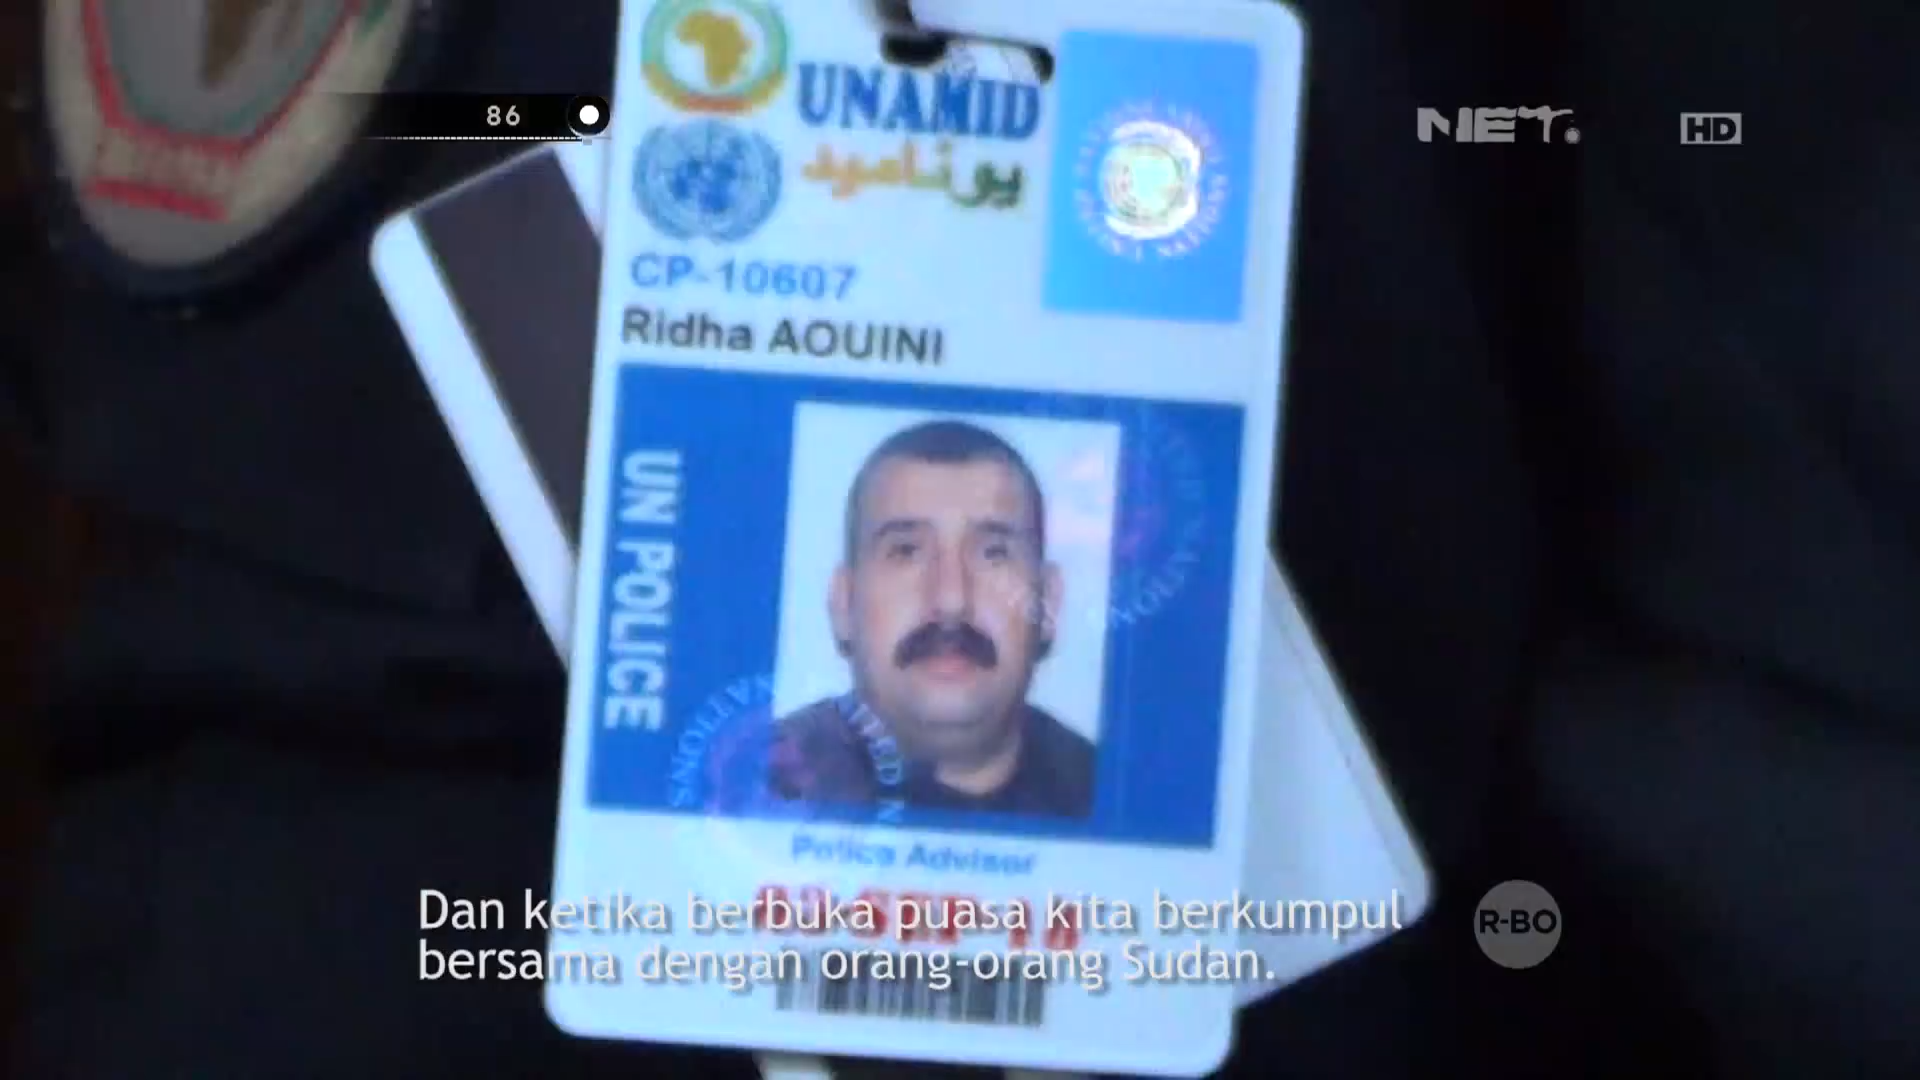 86
NET.
HD
UNAMID
يوناميد
CP-10607
Ridha AOUINI
UN POLICE
Police Advisor
Dan ketika berbuka puasa kita berkumpul
bersama dengan orang-orang Sudan.
R-BO